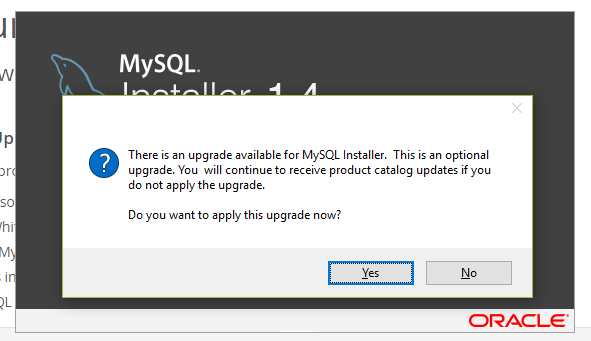 MySQL.
Installer 1.4
There is an upgrade available for MySQL Installer. This is an optional
upgrade. You will continue to receive product catalog updates if you
do not apply the upgrade.
Do you want to apply this upgrade now?
Yes
No
ORACLE®